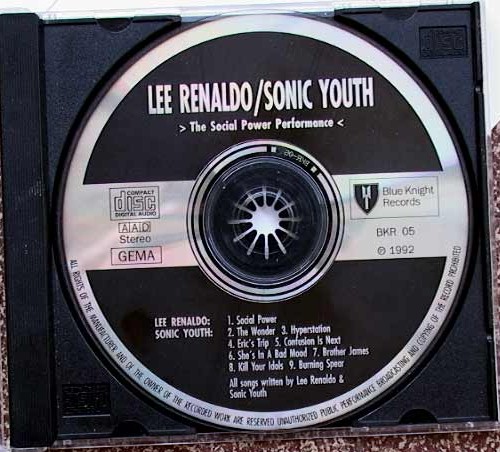 LEE RENALDO/SONIC YOUTH
> The Social Power Performance <
COMPACT
disc
DIGITAL AUDIO
AAD
Stereo
GEMA
Blue Knight
Records
BKR 05
© 1992
LEE RENALDO: 1. Social Power
SONIC YOUTH: 2. The Wonder 3. Hyperstation
4. Eric's Trip 5. Confusion Is Next
6. She's In A Bad Mood 7. Brother James
8. Kill Your Idols 9. Burning Spear
All songs written by Lee Renaldo &
Sonic Youth
ALL RIGHTS OF THE MANUFACTURER AND OF THE OWNER OF THE RECORDED WORK ARE RESERVED UNAUTHORIZED PUBLIC PERFORMANCE BROADCASTING AND COPYING OF THE RECORD PROHIBITED